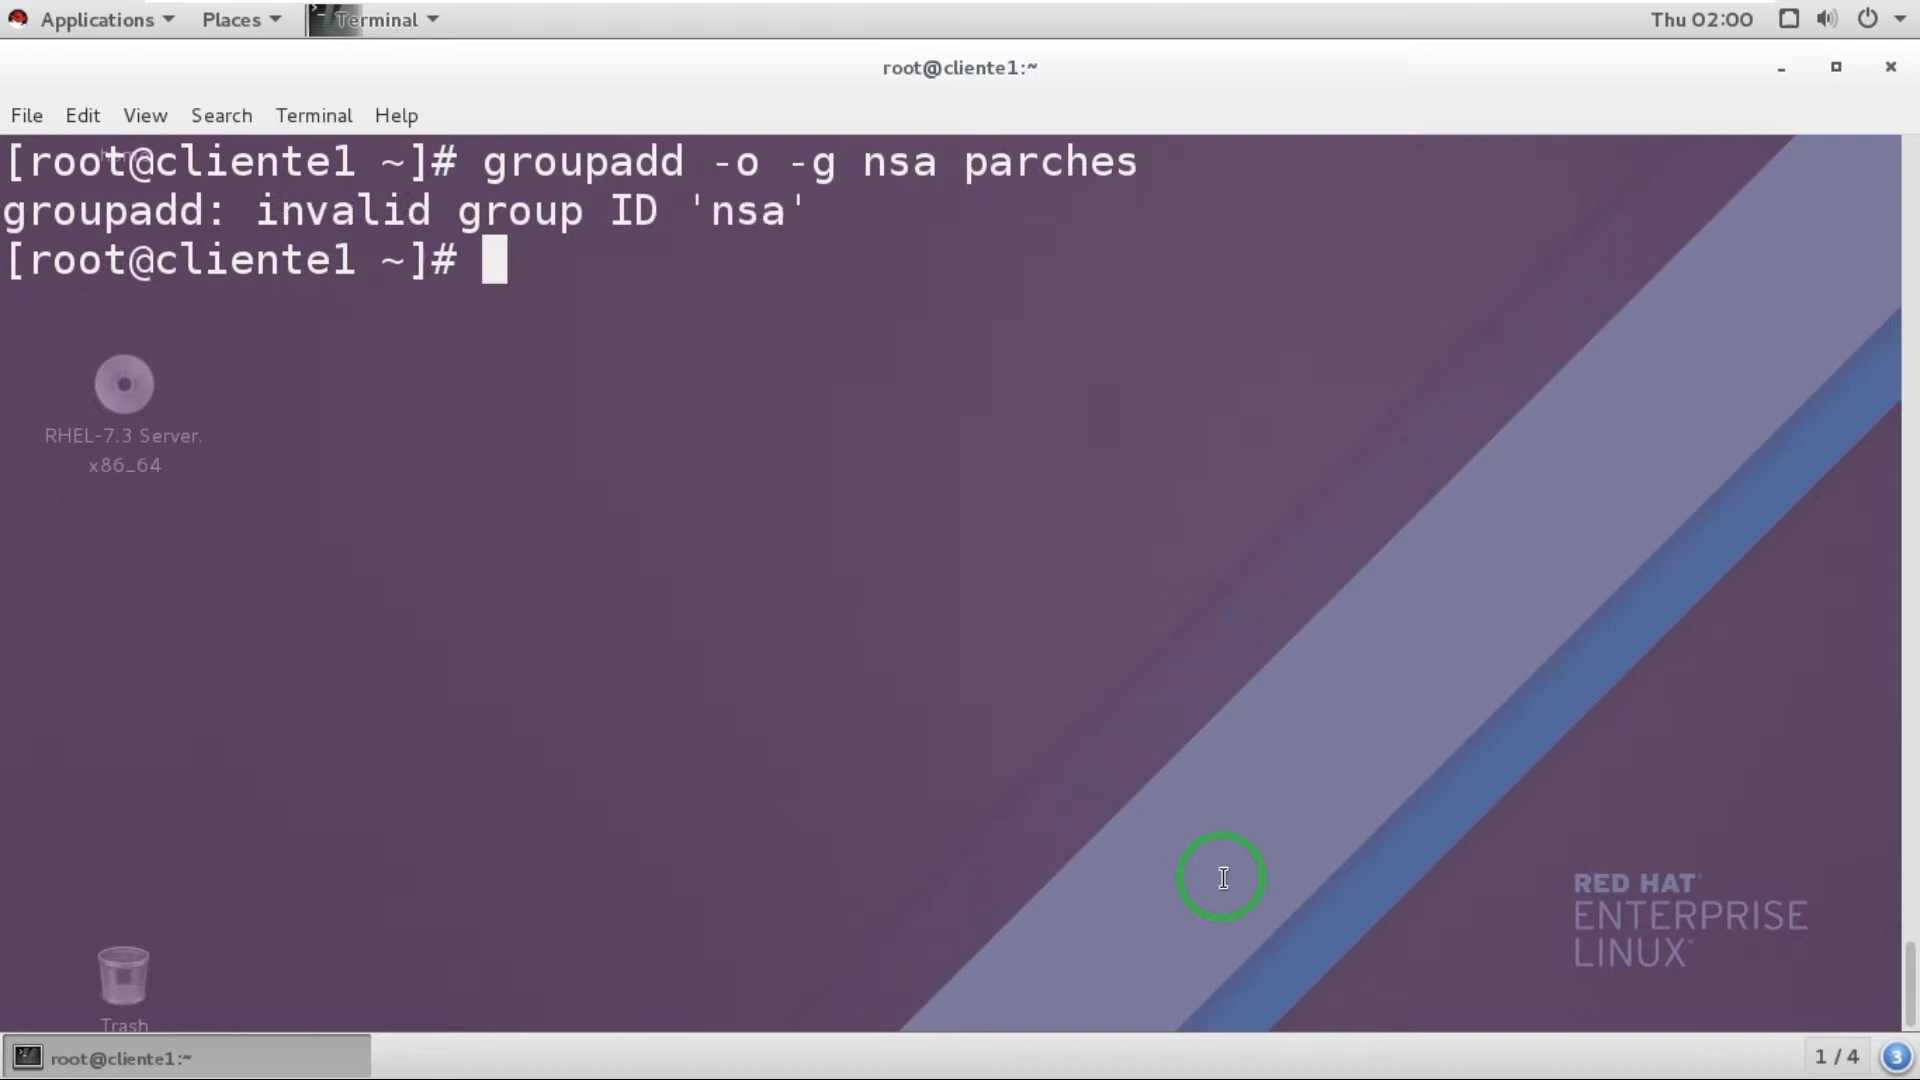 Applications Places Terminal Thu 02:00
root@cliente1:~
File Edit View Search Terminal Help
[root@cliente1 ~]# groupadd -o -g nsa parches
groupadd: invalid group ID 'nsa'
[root@cliente1 ~]#
home
RHEL-7.3 Server.
x86_64
RED HAT
ENTERPRISE
LINUX
Trash
root@cliente1:~ 1 / 4 3